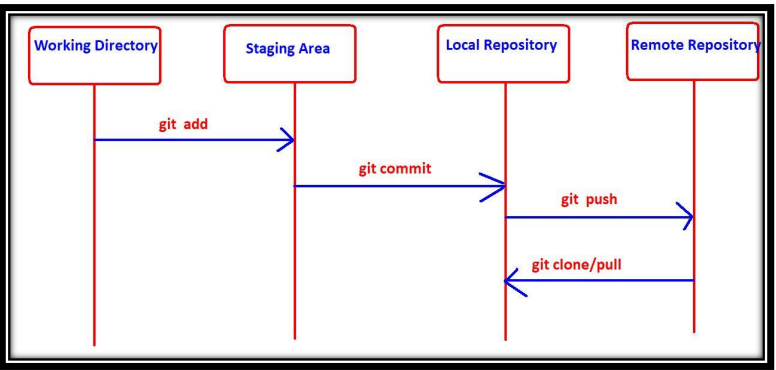 Working Directory
Staging Area
Local Repository
Remote Repository
git add
git commit
git push
git clone/pull